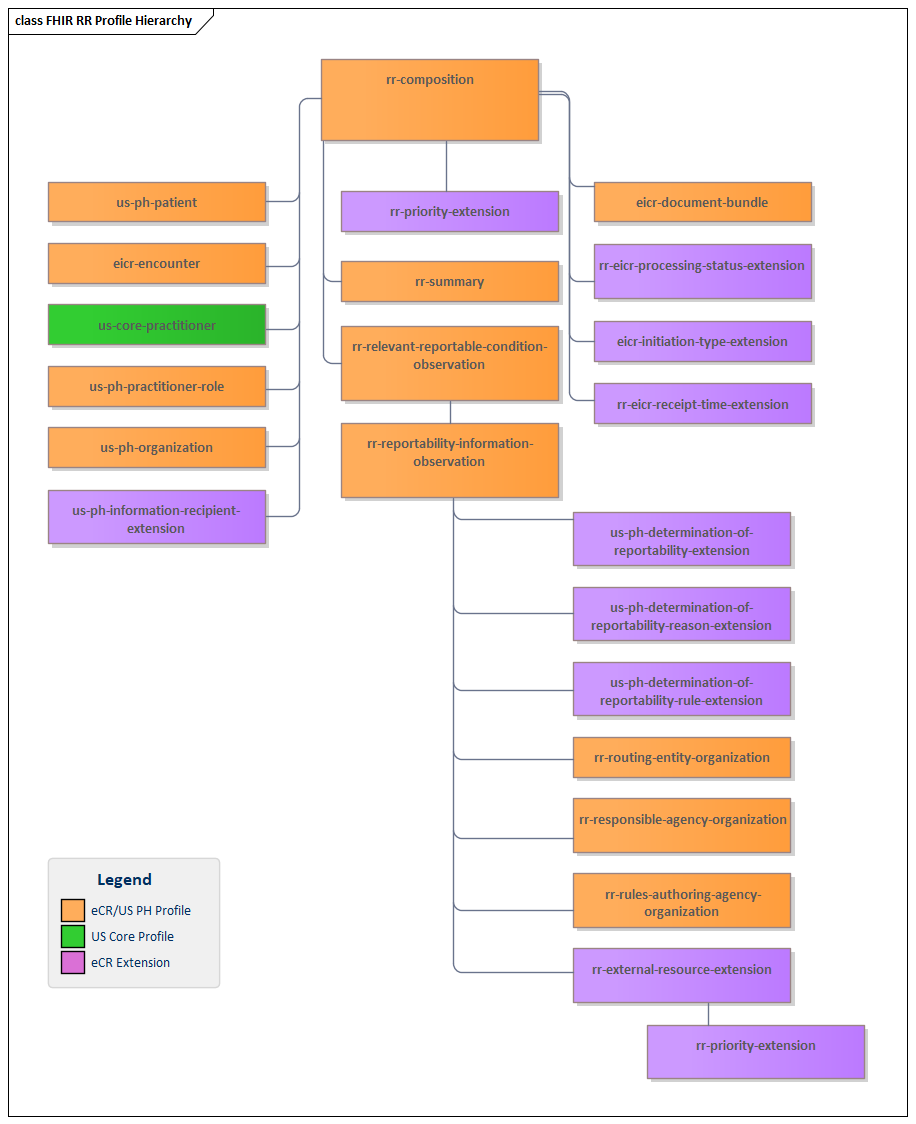 class FHIR RR Profile Hierarchy
rr-composition
us-ph-patient
eicr-encounter
us-core-practitioner
us-ph-practitioner-role
us-ph-organization
us-ph-information-recipient-
extension
rr-priority-extension
rr-summary
rr-relevant-reportable-condition-
observation
rr-reportability-information-
observation
eicr-document-bundle
rr-eicr-processing-status-extension
eicr-initiation-type-extension
rr-eicr-receipt-time-extension
us-ph-determination-of-
reportability-extension
us-ph-determination-of-
reportability-reason-extension
us-ph-determination-of-
reportability-rule-extension
rr-routing-entity-organization
rr-responsible-agency-organization
rr-rules-authoring-agency-
organization
rr-external-resource-extension
rr-priority-extension
Legend
eCR/US PH Profile
US Core Profile
eCR Extension